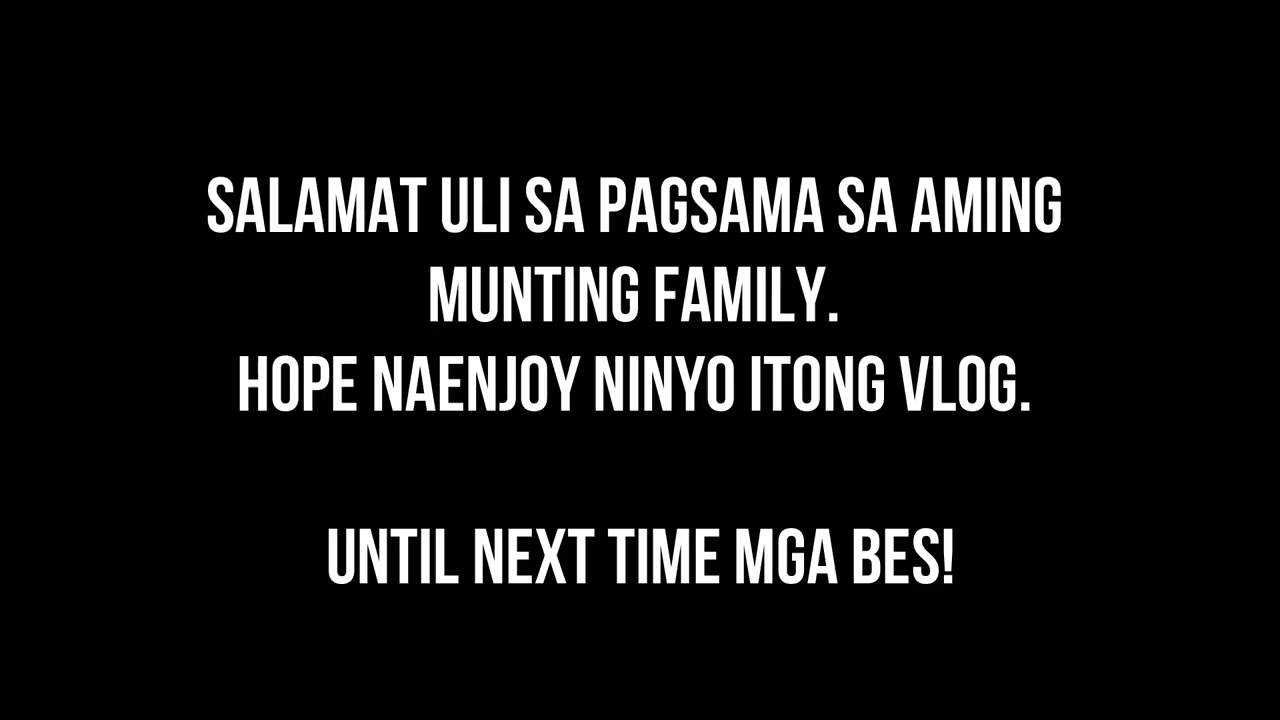 SALAMAT ULI SA PAGSAMA SA AMING
MUNTING FAMILY.
HOPE NAENJOY NINYO ITONG VLOG.
UNTIL NEXT TIME MGA BES!